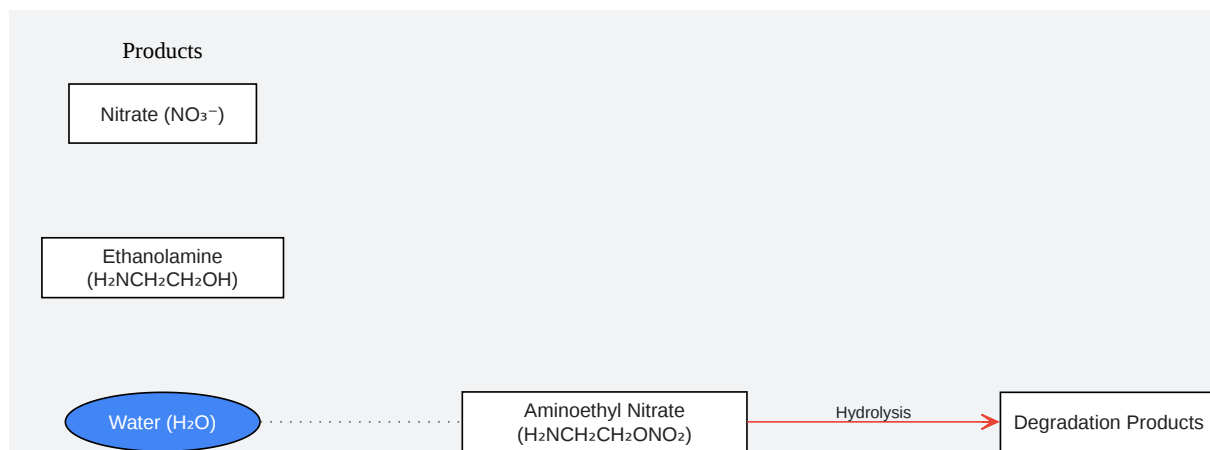 Products
Nitrate (NO₃⁻)
Ethanolamine
(H₂NCH₂CH₂OH)
Water (H₂O)
Aminoethyl Nitrate
(H₂NCH₂CH₂ONO₂)
Hydrolysis
Degradation Products